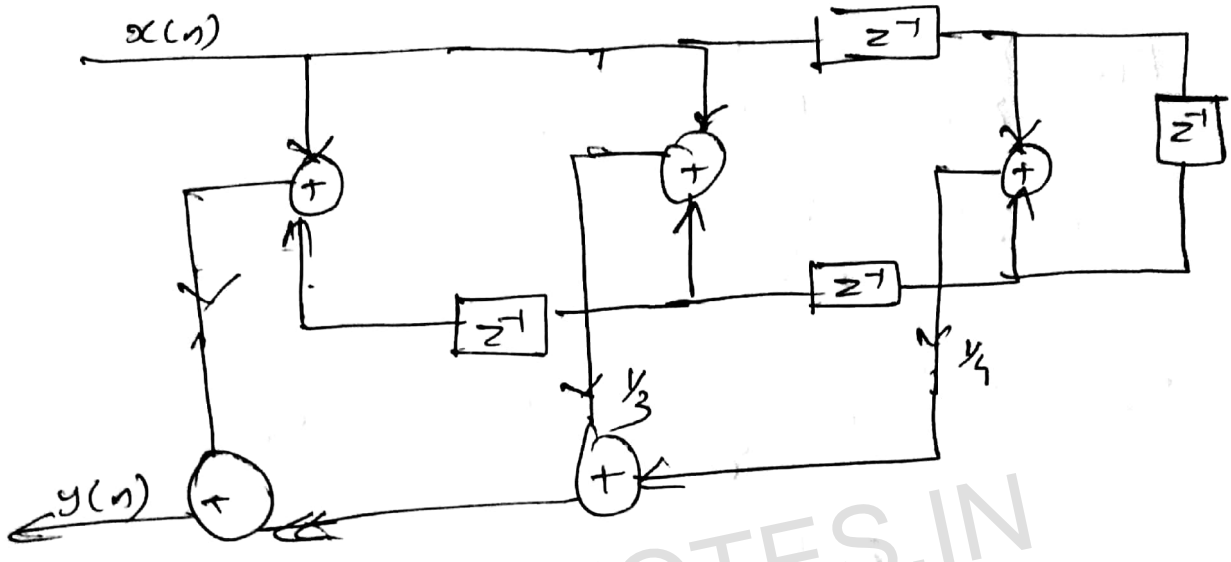 x(n)
z⁻¹
+
+
+
z⁻¹
z⁻¹
z⁻¹
1/3
1/4
+
+
y(n)
OTES.IN